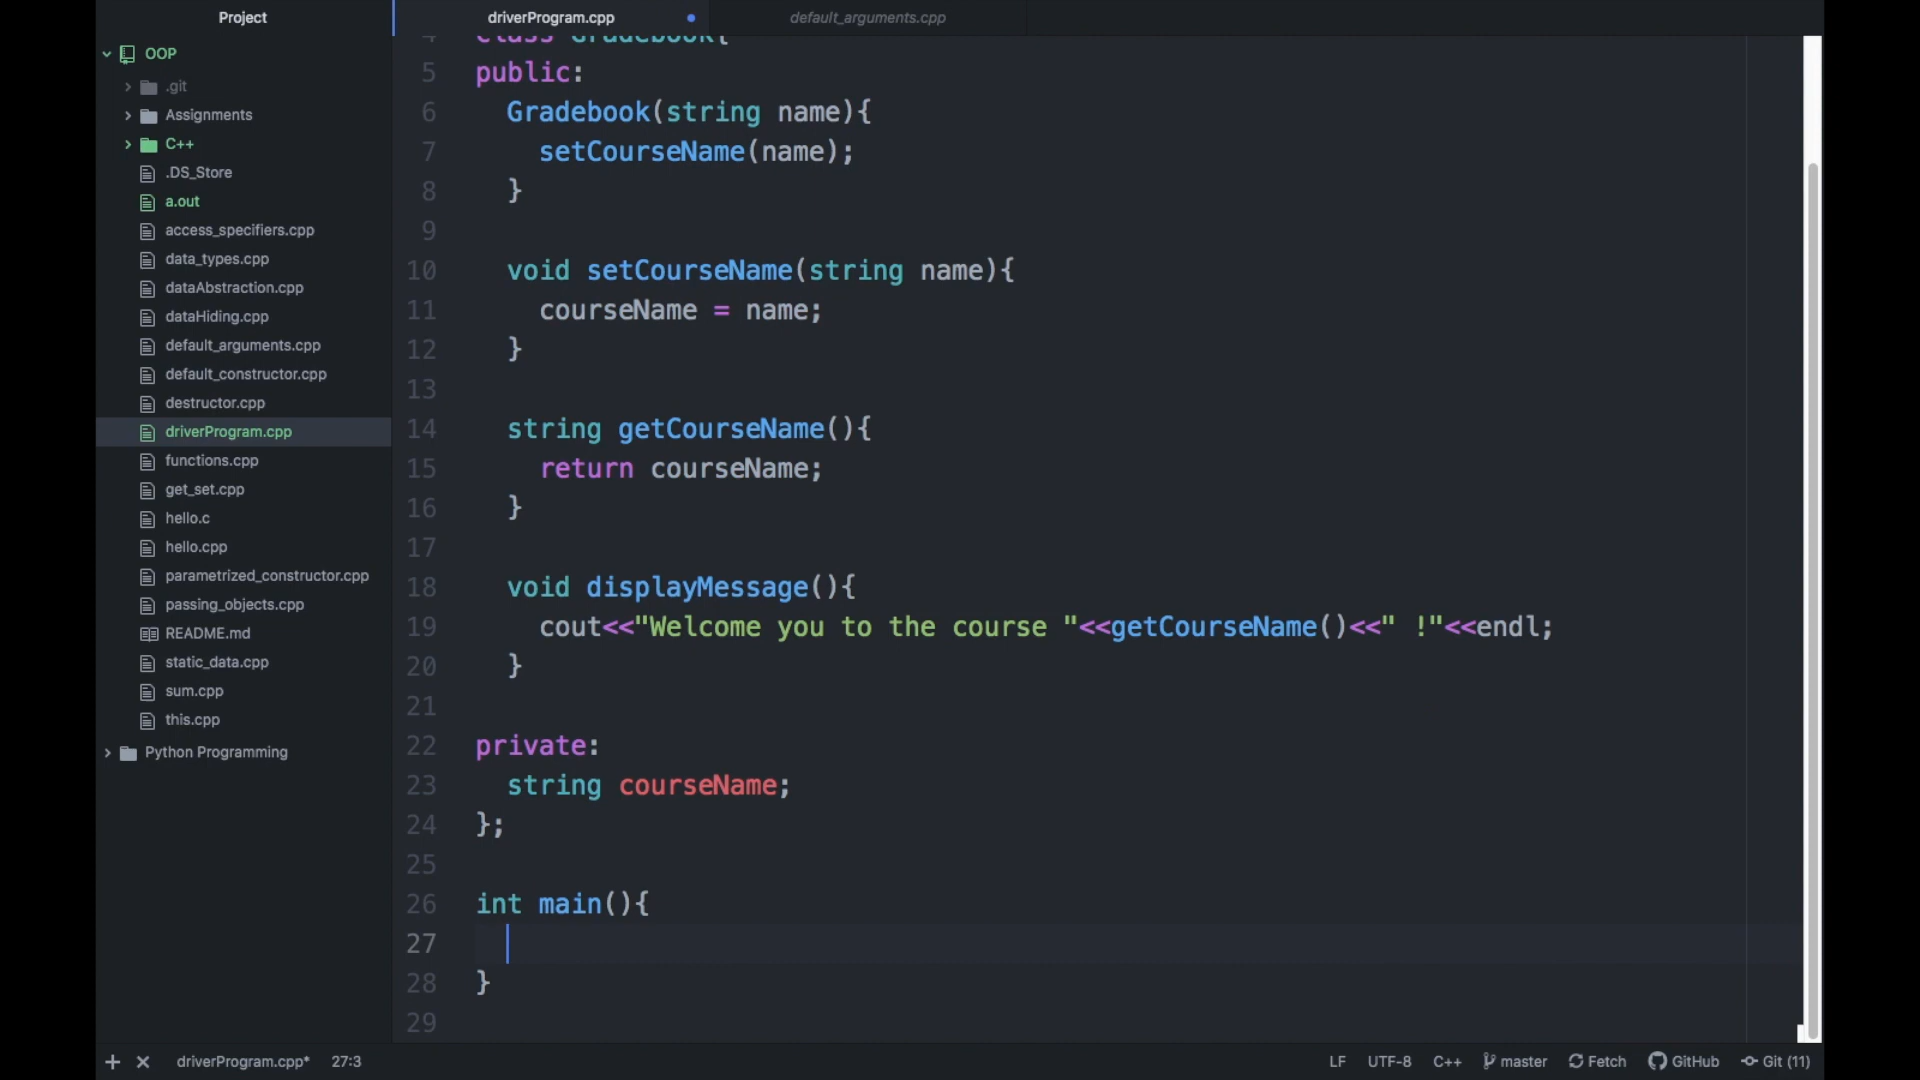 Project
OOP
.git
Assignments
C++
.DS_Store
a.out
access_specifiers.cpp
data_types.cpp
dataAbstraction.cpp
dataHiding.cpp
default_arguments.cpp
default_constructor.cpp
destructor.cpp
driverProgram.cpp
functions.cpp
get_set.cpp
hello.c
hello.cpp
parametrized_constructor.cpp
passing_objects.cpp
README.md
static_data.cpp
sum.cpp
this.cpp
Python Programming
driverProgram.cpp default_arguments.cpp
4 class Gradebook{
5 public:
6 Gradebook(string name){
7 setCourseName(name);
8 }
9
10 void setCourseName(string name){
11 courseName = name;
12 }
13
14 string getCourseName(){
15 return courseName;
16 }
17
18 void displayMessage(){
19 cout<<"Welcome you to the course "<<getCourseName()<<" !"<<endl;
20 }
21
22 private:
23 string courseName;
24 };
25
26 int main(){
27
28 }
29
driverProgram.cpp* 27:3 LF UTF-8 C++ master Fetch GitHub Git (11)